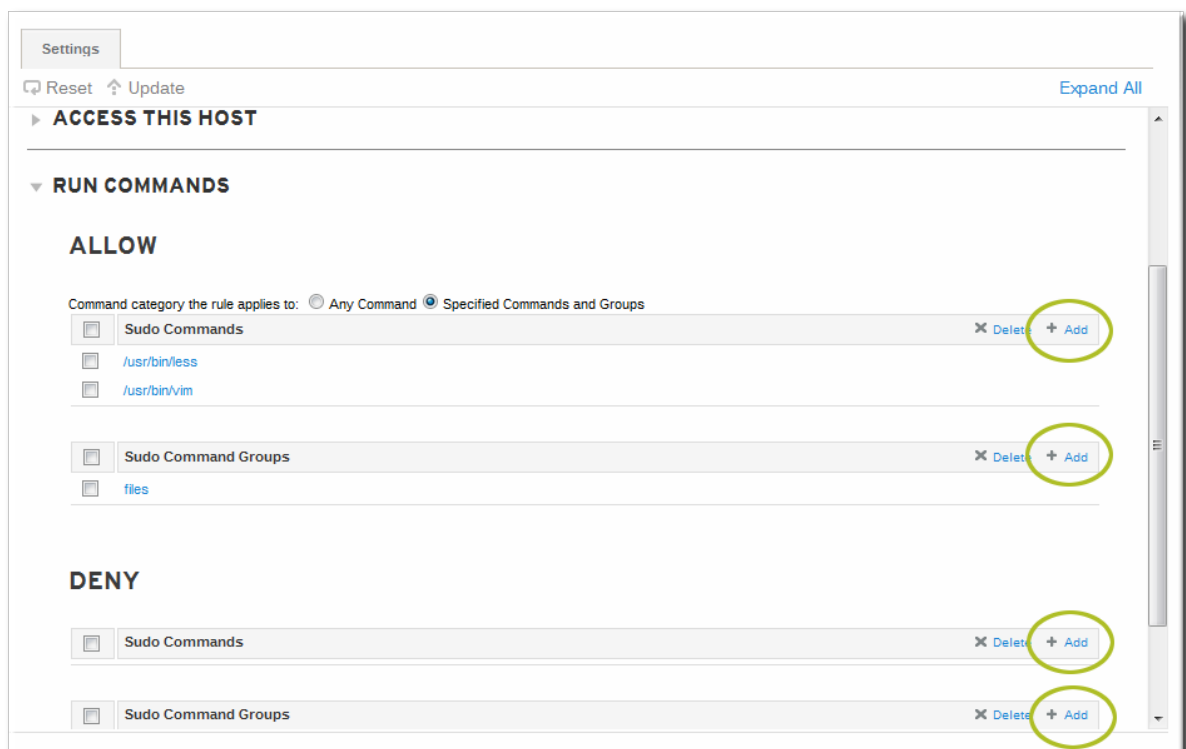 Settings
Reset Update Expand All
ACCESS THIS HOST
RUN COMMANDS
ALLOW
Command category the rule applies to: Any Command Specified Commands and Groups
Sudo Commands Delete Add
/usr/bin/less
/usr/bin/vim
Sudo Command Groups Delete Add
files
DENY
Sudo Commands Delete Add
Sudo Command Groups Delete Add